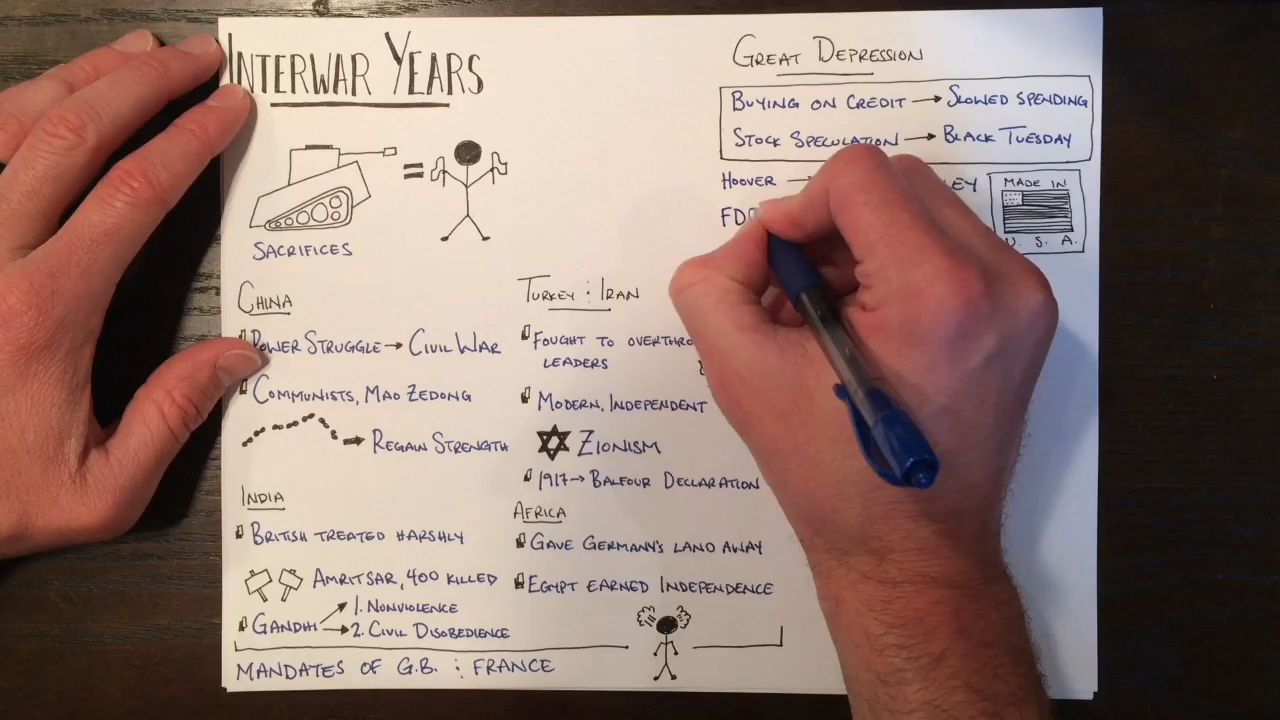 INTERWAR YEARS
=
SACRIFICES
CHINA
POWER STRUGGLE → CIVIL WAR
COMMUNISTS, MAO ZEDONG
→ REGAIN STRENGTH
INDIA
BRITISH TREATED HARSHLY
AMRITSAR, 400 KILLED
GANDHI → 1. NONVIOLENCE
→ 2. CIVIL DISOBEDIENCE
MANDATES OF G.B. : FRANCE
TURKEY : IRAN
FOUGHT TO
LEADERS
MODERN, INDEPENDENT
ZIONISM
1917 → BALFOUR DECLARATION
AFRICA
GAVE GERMANY'S LAND AWAY
EGYPT EARNED INDEPENDENCE
GREAT DEPRESSION
BUYING ON CREDIT → SLOWED SPENDING
STOCK SPECULATION → BLACK TUESDAY
HOOVER →
MADE IN
U. S. A.